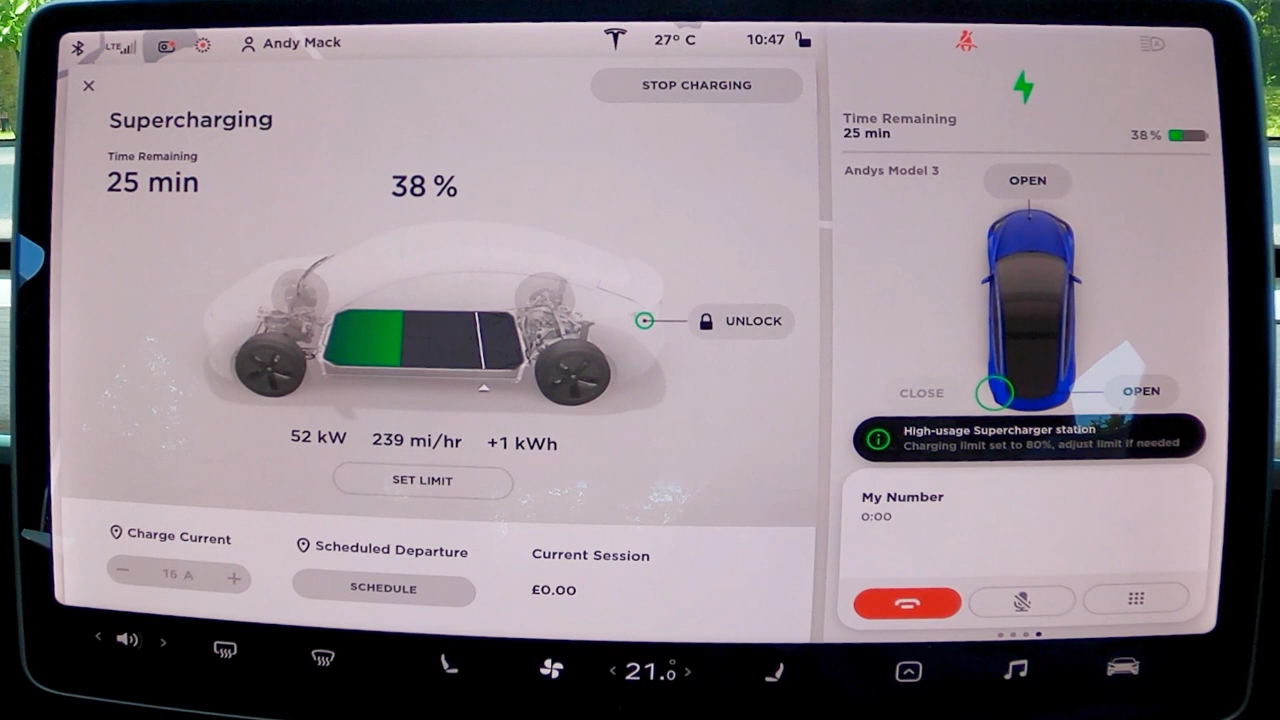 LTE
Andy Mack
27° C
10:47
STOP CHARGING
Supercharging
Time Remaining
25 min
38 %
UNLOCK
52 kW 239 mi/hr +1 kWh
SET LIMIT
Charge Current
16 A
Scheduled Departure
SCHEDULE
Current Session
£0.00
Time Remaining
25 min
38 %
Andys Model 3
OPEN
CLOSE
OPEN
High-usage Supercharger station
Charging limit set to 80%, adjust limit if needed
My Number
0:00
21.0